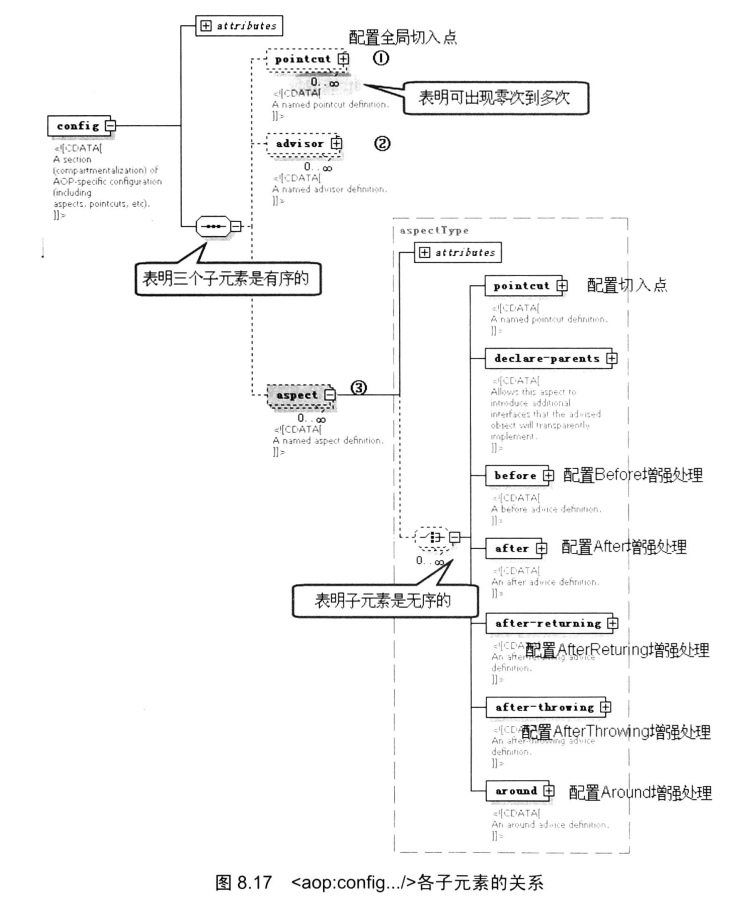 attributes
配置全局切入点
pointcut ①
0..∞
<![CDATA[
A named pointcut definition.
]]>
表明可出现零次到多次
config
<![CDATA[
A section
(compartmentalization) of
AOP-specific configuration
(including
aspects, pointcuts, etc).
]]>
advisor ②
0..∞
<![CDATA[
A named advisor definition.
]]>
表明三个子元素是有序的
aspect ③
0..∞
<![CDATA[
A named aspect definition.
]]>
aspectType
attributes
pointcut 配置切入点
<![CDATA[
A named pointcut definition.
]]>
declare-parents
<![CDATA[
Allows this aspect to
introduce additional
interfaces that the advised
object will transparently
implement.
]]>
before 配置Before增强处理
<![CDATA[
A before advice definition.
]]>
0..∞
表明子元素是无序的
after 配置After增强处理
<![CDATA[
An after advice definition.
]]>
after-returning
<![CDATA[
配置AfterReturing增强处理
An after-returning advice
definition.
]]>
after-throwing
<![CDATA[
配置AfterThrowing增强处理
An after-throwing advice
definition.
]]>
around 配置Around增强处理
<![CDATA[
An around advice definition.
]]>
图 8.17 <aop:config.../>各子元素的关系